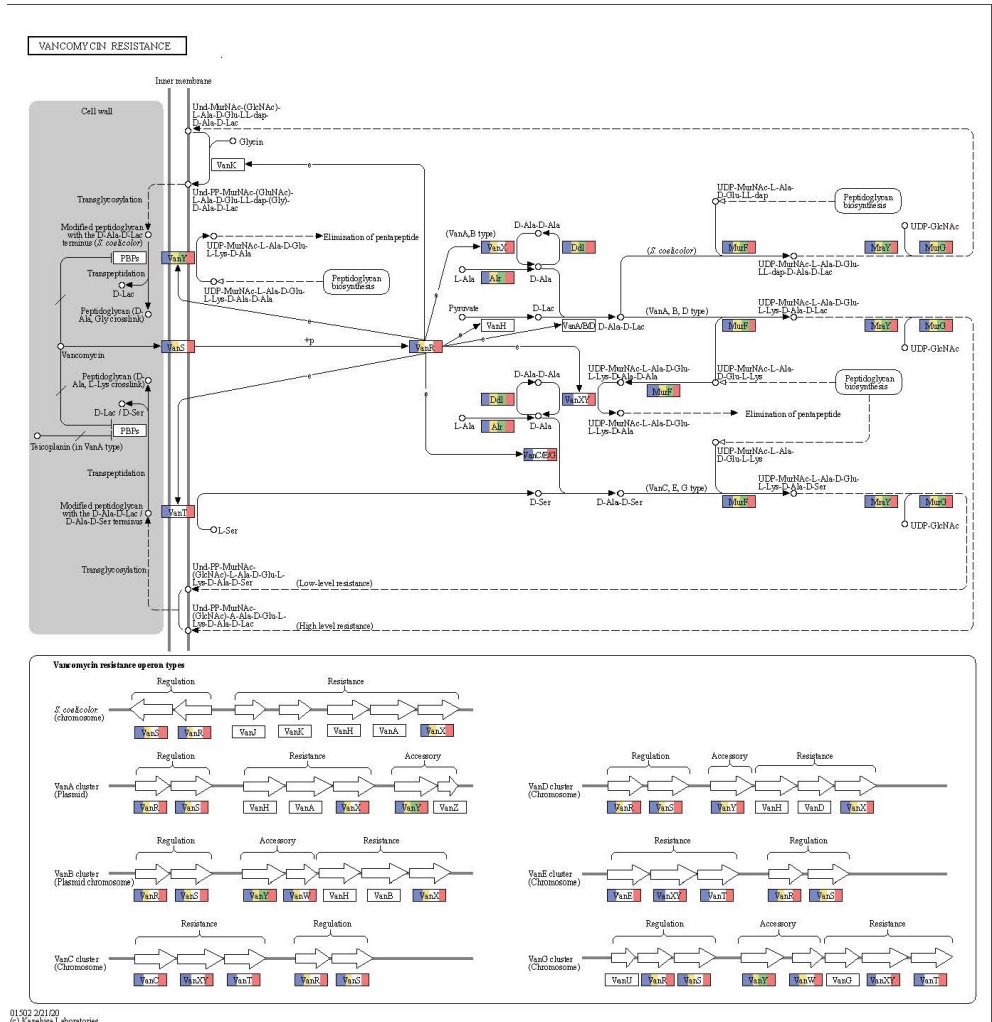 VANCOMYCIN RESISTANCE
Inner membrane
Cell wall
Und-MurNAc-(GlcNAc)-
L-Ala-D-Glu-LL-dap-
D-Ala-D-Lac
Glycin
VanK
e
Transglycosylation
Und-PP-MurNAc-(GluNAc)-
L-Ala-D-Glu-LL-dap-(Gly)-
D-Ala-D-Lac
Modified peptidoglycan
with the D-Ala-D-Lac
terminus (S. coelicolor)
PBPs
VanY
Transpeptidation
D-Lac
Peptidoglycan (D-
Ala, Gly crosslink)
UDP-MurNAc-L-Ala-D-Glu-
L-Lys-D-Ala
Elimination of pentapeptide
UDP-MurNAc-L-Ala-D-Glu-
L-Lys-D-Ala-D-Ala
Peptidoglycan
biosynthesis
(VanA,B type)
VanX
D-Ala-D-Ala
Ddl
L-Ala
Alr
D-Ala
(S. coelicolor)
UDP-MurNAc-L-Ala-
D-Glu-LL-dap
Peptidoglycan
biosynthesis
MurF
UDP-MurNAc-L-Ala-D-Glu-
LL-dap-D-Ala-D-Lac
MraY
UDP-GlcNAc
MurG
Pyruvate
VanH
D-Lac
VanA/B/D
D-Ala-D-Lac
(VanA, B, D type)
MurF
UDP-MurNAc-L-Ala-D-Glu-
L-Lys-D-Ala-D-Lac
MraY
MurG
UDP-GlcNAc
Vancomycin
VanS
+p
VanR
e
e
e
e
e
e
Peptidoglycan (D-
Ala, L-Lys crosslink)
D-Lac / D-Ser
PBPs
Teicoplanin (in VanA type)
Transpeptidation
D-Ala-D-Ala
Ddl
L-Ala
Alr
D-Ala
VanXY
UDP-MurNAc-L-Ala-D-Glu-
L-Lys-D-Ala-D-Ala
MurF
UDP-MurNAc-L-Ala-
D-Glu-L-Lys
Peptidoglycan
biosynthesis
UDP-MurNAc-L-Ala-D-Glu-
L-Lys-D-Ala
Elimination of pentapeptide
UDP-MurNAc-L-Ala-
D-Glu-L-Lys
VanC/E/G
Modified peptidoglycan
with the D-Ala-D-Lac /
D-Ala-D-Ser terminus
VanT
L-Ser
D-Ser
D-Ala-D-Ser
(VanC, E, G type)
MurF
UDP-MurNAc-L-Ala-D-Glu-
L-Lys-D-Ala-D-Ser
MraY
MurG
UDP-GlcNAc
Transglycosylation
Und-PP-MurNAc-
(GlcNAc)-L-Ala-D-Glu-L-
Lys-D-Ala-D-Ser
(Low-level resistance)
Und-PP-MurNAc-
(GlcNAc)-A-Ala-D-Glu-L-
Lys-D-Ala-D-Lac
(High level resistance)
Vancomycin resistance operon types
Regulation Resistance
S. coelicolor
(chromosome)
VanS VanR VanJ VanK VanH VanA VanX
Regulation Resistance Accessory
VanA cluster
(Plasmid)
VanR VanS VanH VanA VanX VanY VanZ
Regulation Accessory Resistance
VanD cluster
(Chromosome)
VanR VanS VanY VanH VanD VanX
Regulation Accessory Resistance
VanB cluster
(Plasmid chromosome)
VanR VanS VanY VanW VanH VanB VanX
Resistance Regulation
VanE cluster
(Chromosome)
VanE VanXY VanT VanR VanS
Resistance Regulation
VanC cluster
(Chromosome)
VanC VanXY VanT VanR VanS
Regulation Accessory Resistance
VanG cluster
(Chromosome)
VanU VanR VanS VanY VanW VanG VanXY VanT
01502 2/21/20
(c) Kanehisa Laboratories